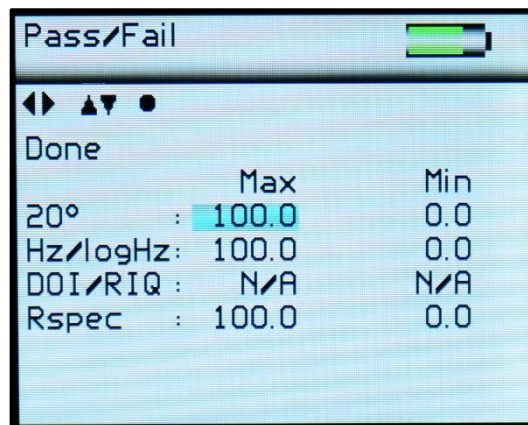 Pass/Fail
Done
Max Min
20° : 100.0 0.0
Hz/logHz: 100.0 0.0
DOI/RIQ : N/A N/A
Rspec : 100.0 0.0